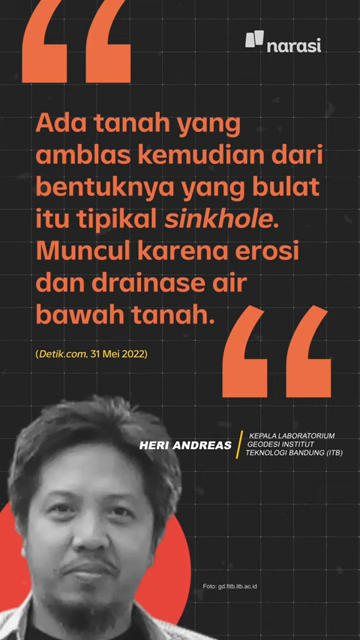 narasi
Ada tanah yang
amblas kemudian dari
bentuknya yang bulat
itu tipikal sinkhole.
Muncul karena erosi
dan drainase air
bawah tanah.
(Detik.com, 31 Mei 2022)
HERI ANDREAS
KEPALA LABORATORIUM
GEODESI INSTITUT
TEKNOLOGI BANDUNG (ITB)
Foto: gd.fitb.itb.ac.id